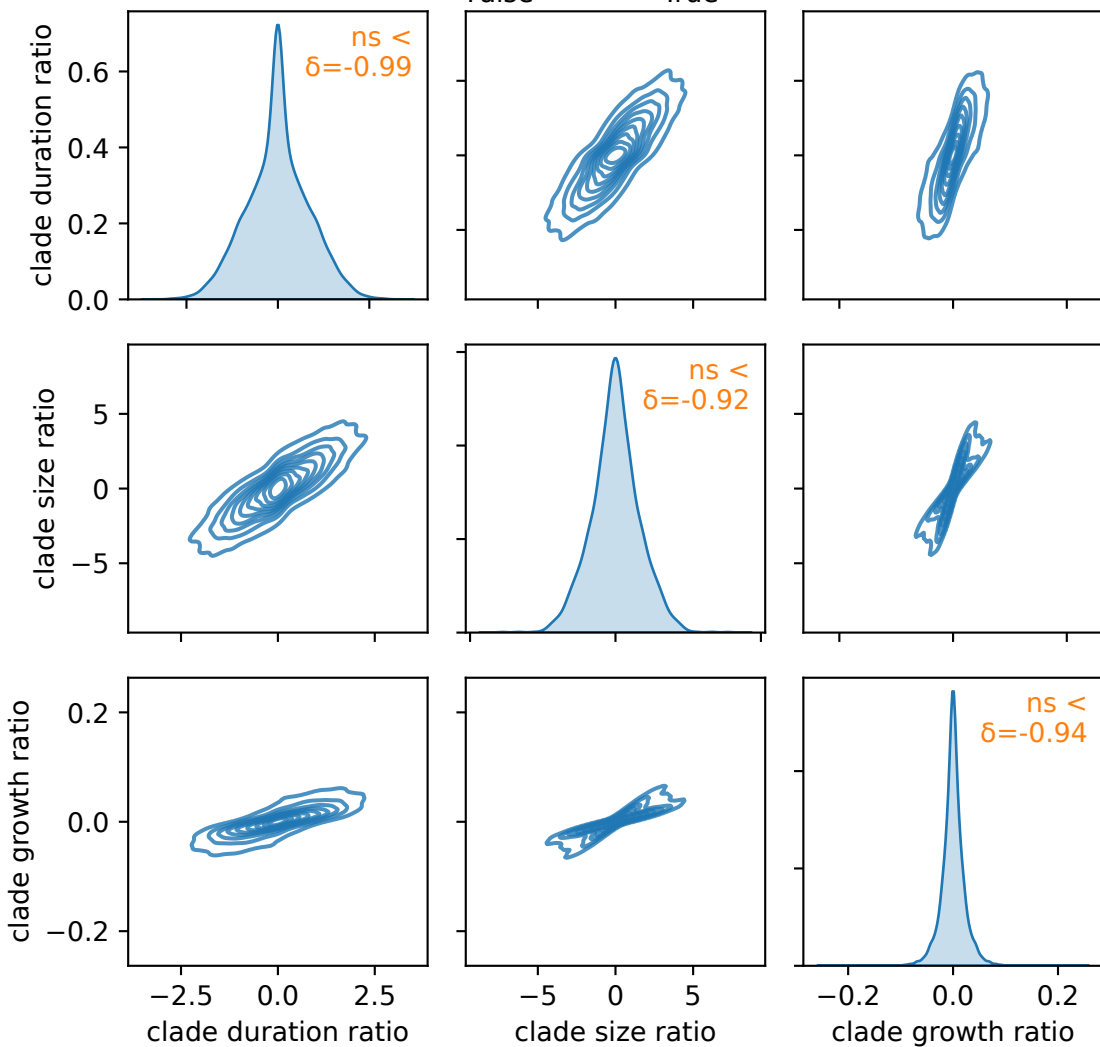 True
clade duration ratio
0.6
0.4
0.2
0.0
ns <
δ=-0.99
clade size ratio
5
0
−5
ns <
δ=-0.92
clade growth ratio
0.2
0.0
−0.2
ns <
δ=-0.94
−2.5 0.0 2.5
−5 0 5
−0.2 0.0 0.2
clade duration ratio
clade size ratio
clade growth ratio